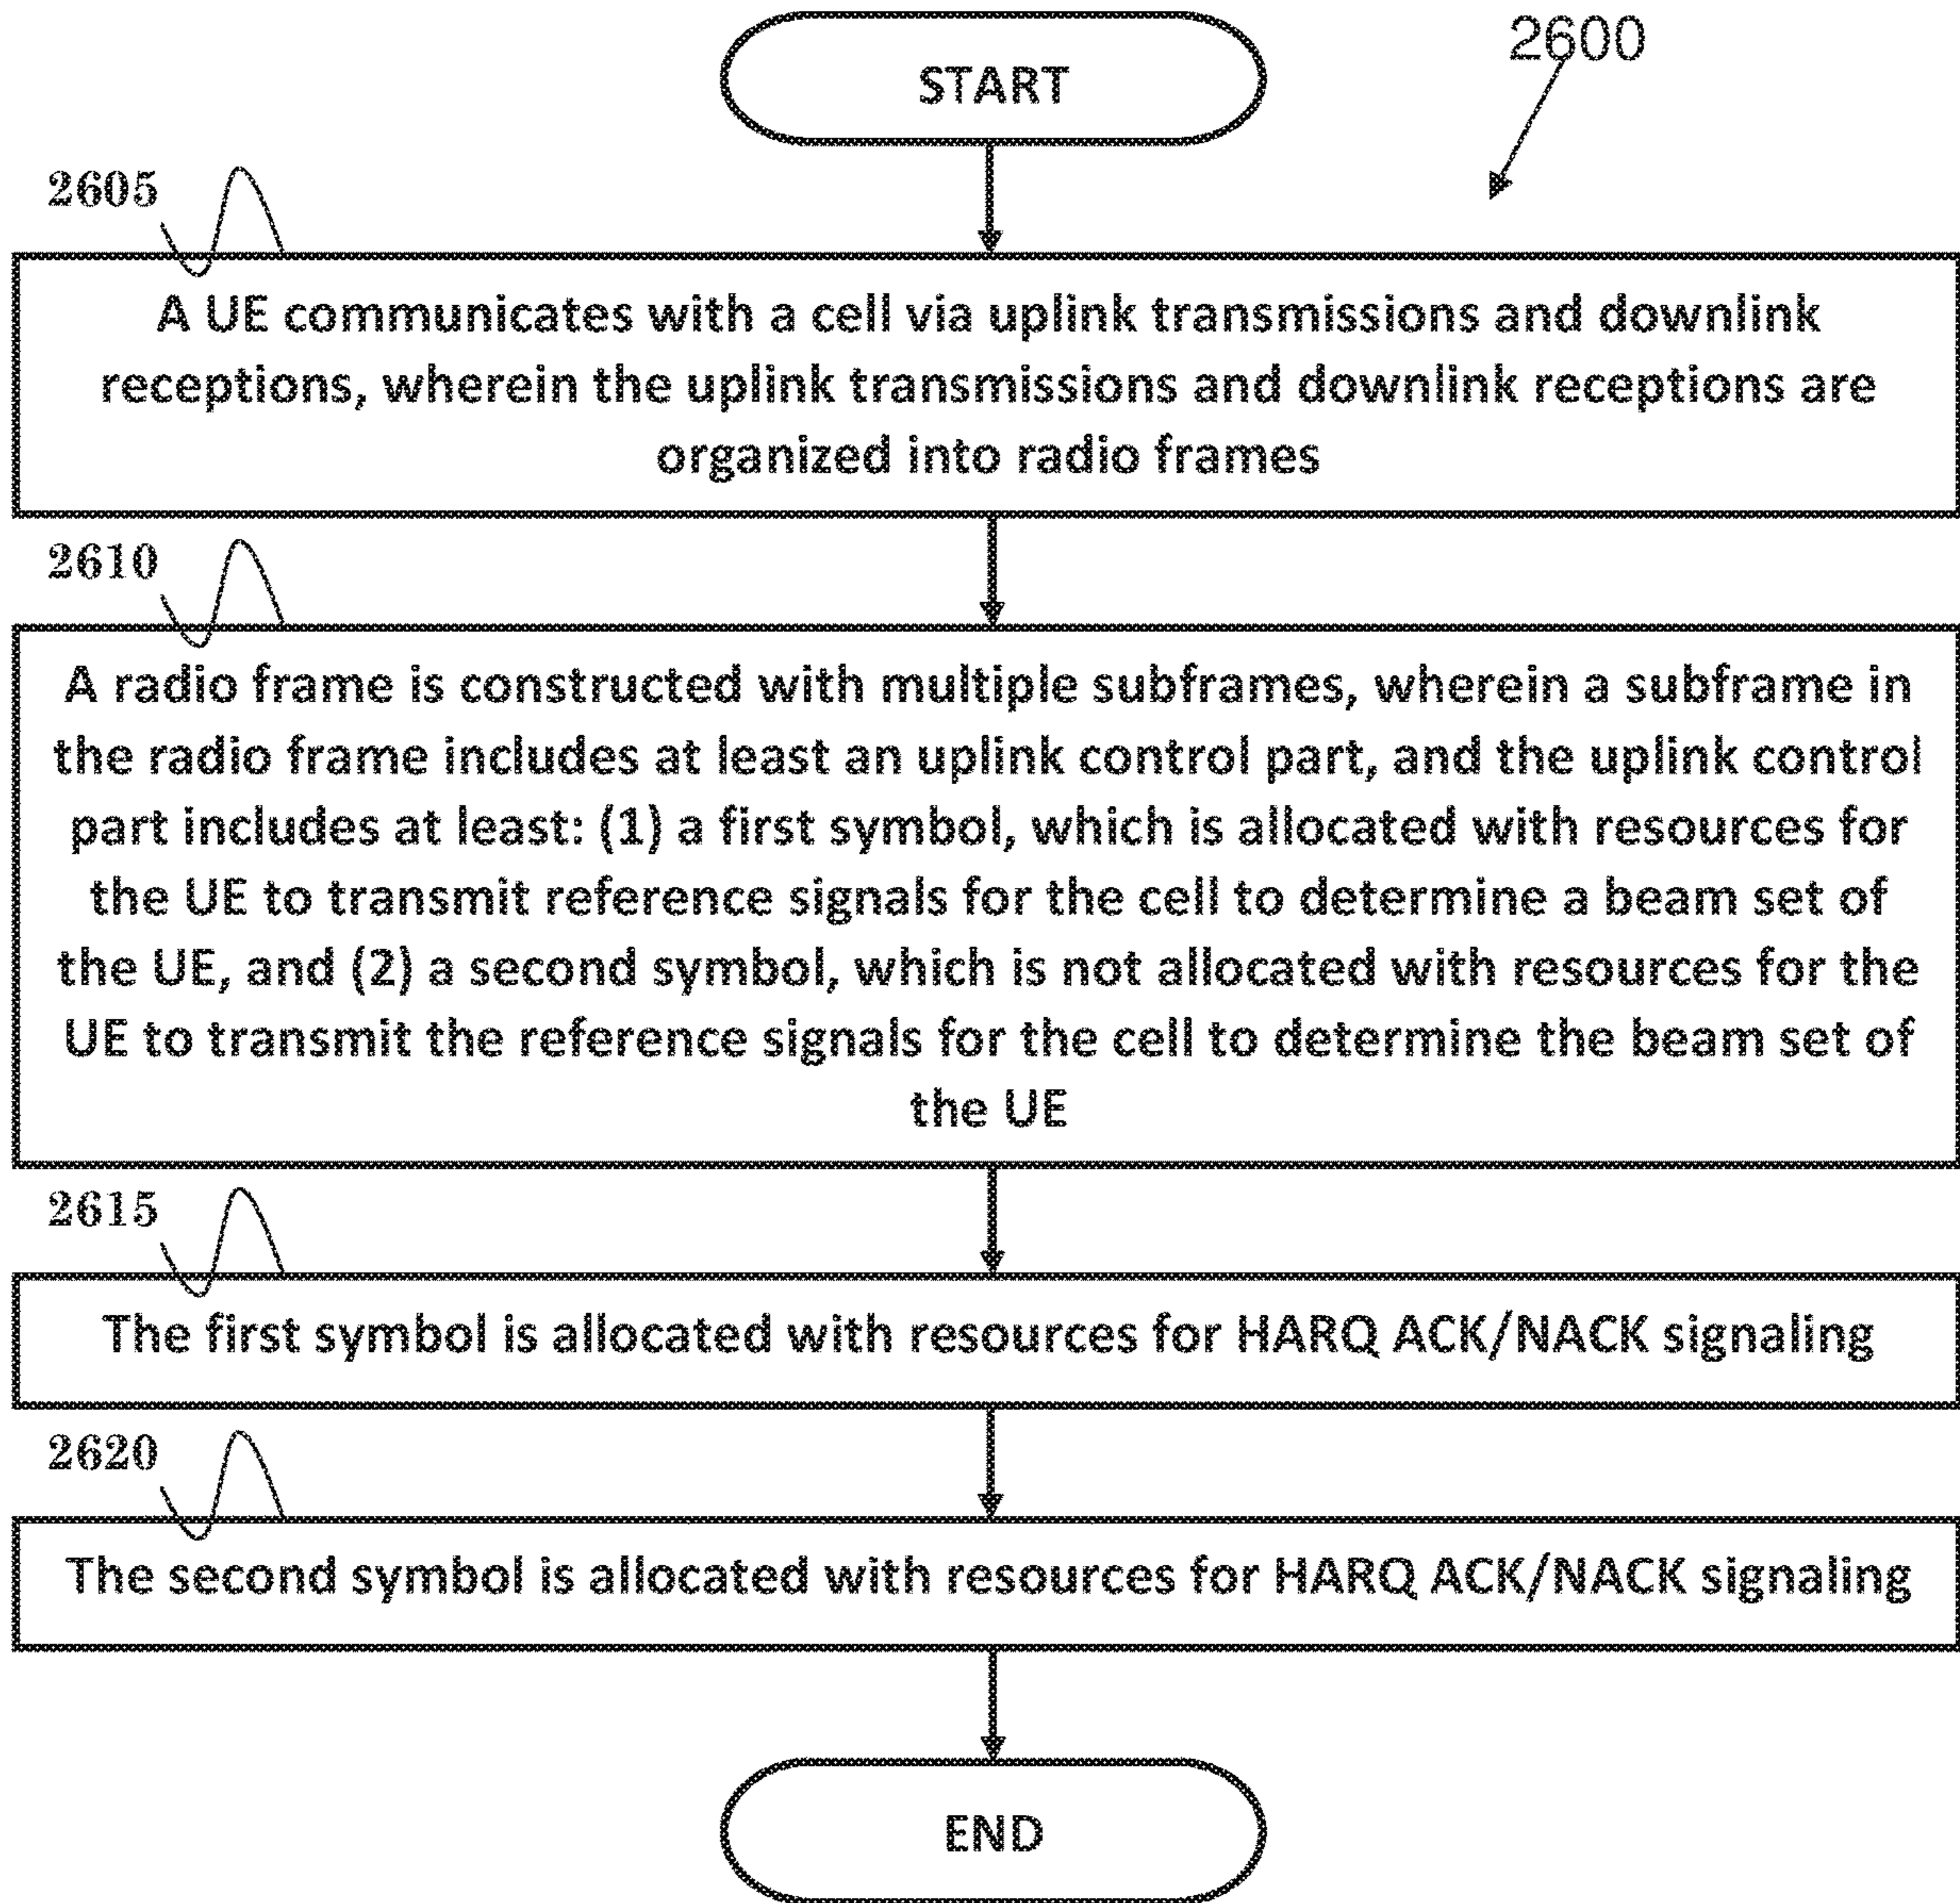 START
2600
2605
A UE communicates with a cell via uplink transmissions and downlink
receptions, wherein the uplink transmissions and downlink receptions are
organized into radio frames
2610
A radio frame is constructed with multiple subframes, wherein a subframe in
the radio frame includes at least an uplink control part, and the uplink control
part includes at least: (1) a first symbol, which is allocated with resources for
the UE to transmit reference signals for the cell to determine a beam set of
the UE, and (2) a second symbol, which is not allocated with resources for the
UE to transmit the reference signals for the cell to determine the beam set of
the UE
2615
The first symbol is allocated with resources for HARQ ACK/NACK signaling
2620
The second symbol is allocated with resources for HARQ ACK/NACK signaling
END